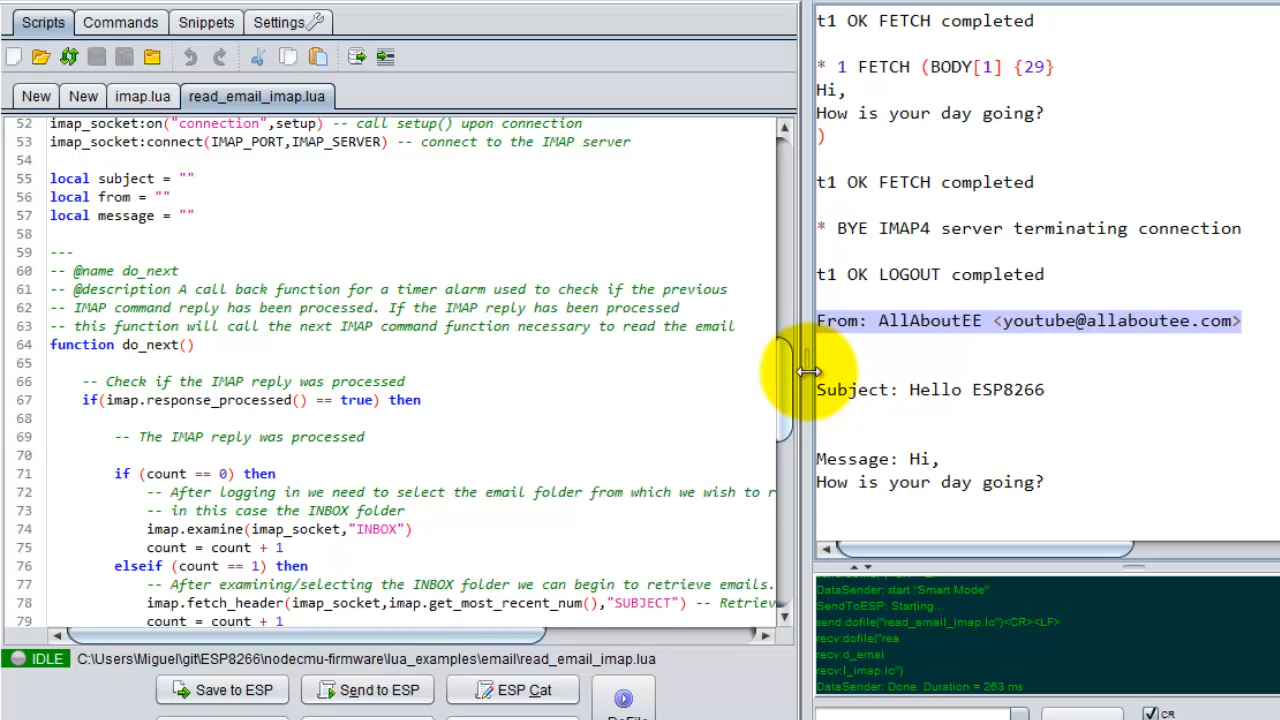 Scripts Commands Snippets Settings
New New imap.lua read_email_imap.lua
52 imap_socket:on("connection",setup) -- call setup() upon connection
53 imap_socket:connect(IMAP_PORT,IMAP_SERVER) -- connect to the IMAP server
54
55 local subject = ""
56 local from = ""
57 local message = ""
58
59 ---
60 -- @name do_next
61 -- @description A call back function for a timer alarm used to check if the previous
62 -- IMAP command reply has been processed. If the IMAP reply has been processed
63 -- this function will call the next IMAP command function necessary to read the email
64 function do_next()
65
66 -- Check if the IMAP reply was processed
67 if(imap.response_processed() == true) then
68
69 -- The IMAP reply was processed
70
71 if (count == 0) then
72 -- After logging in we need to select the email folder from which we wish to r
73 -- in this case the INBOX folder
74 imap.examine(imap_socket,"INBOX")
75 count = count + 1
76 elseif (count == 1) then
77 -- After examining/selecting the INBOX folder we can begin to retrieve emails.
78 imap.fetch_header(imap_socket,imap.get_most_recent_num(),"SUBJECT") -- Retriev
79 count = count + 1
IDLE
Save to ESP Send to ESP ESP Cat
t1 OK FETCH completed
* 1 FETCH (BODY[1] {29}
Hi,
How is your day going?
)
t1 OK FETCH completed
* BYE IMAP4 server terminating connection
t1 OK LOGOUT completed
From: AllAboutEE <youtube@allaboutee.com>
Subject: Hello ESP8266
Message: Hi,
How is your day going?
DataSender: start "Smart Mode"
SendToESP: Starting...
send:dofile("read_email_imap.lc")<CR><LF>
recv:dofile("rea
recv:d_emai
recv:l_imap.lc")
DataSender: Done. Duration = 263 ms
CR